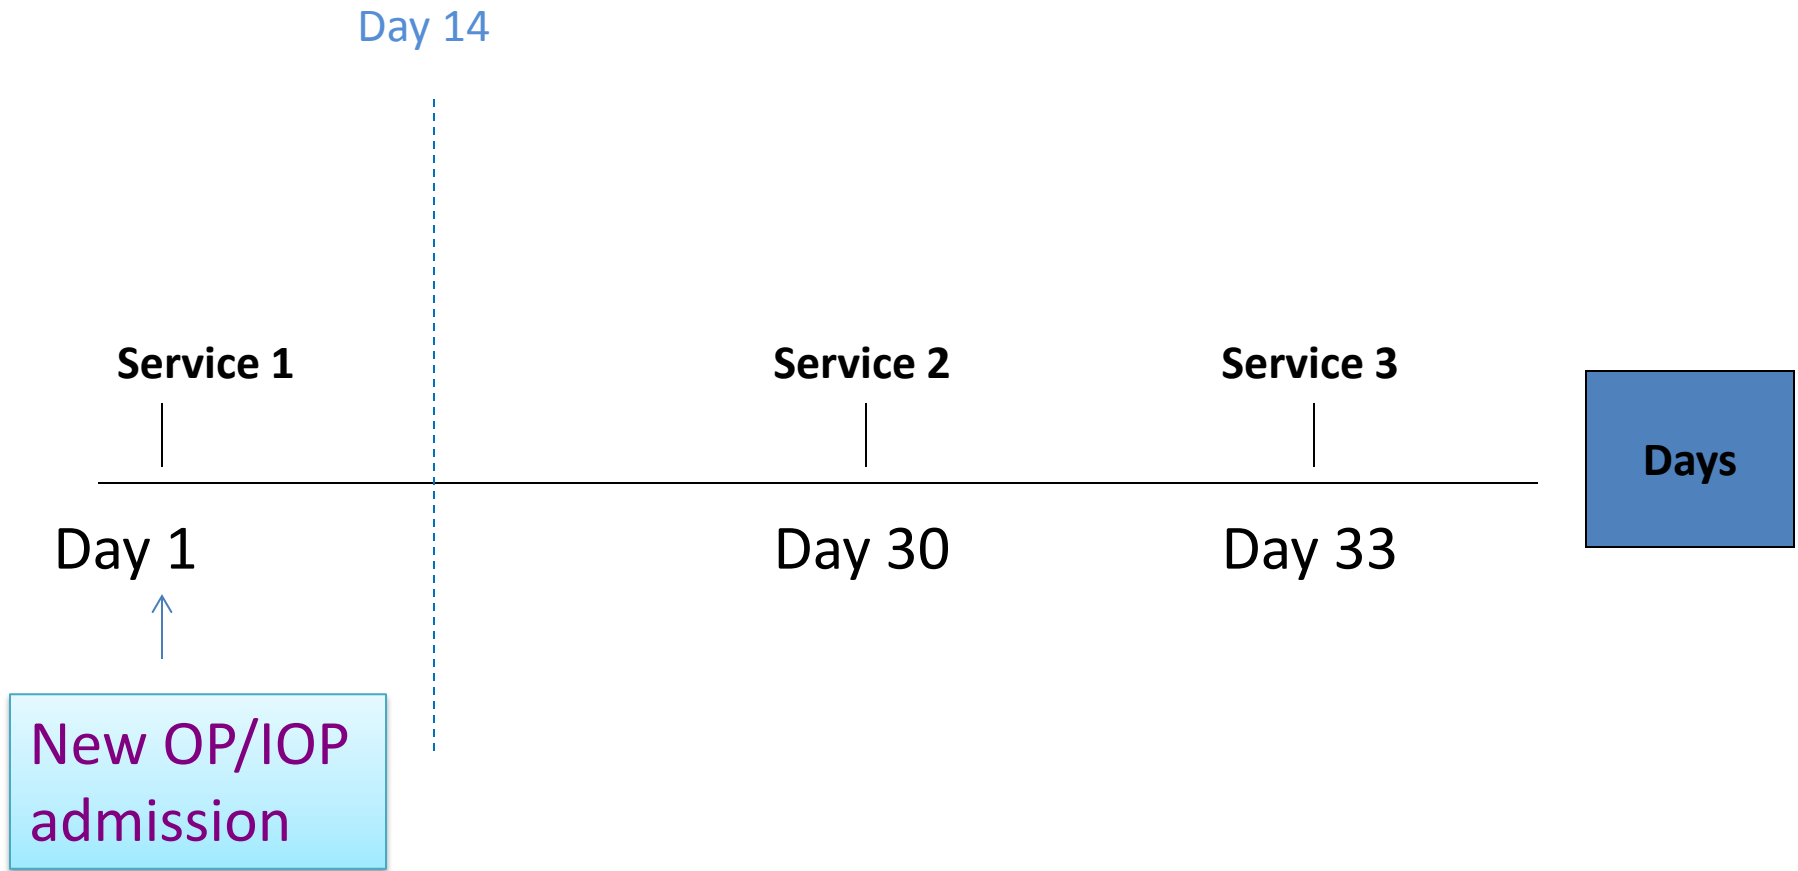 Day 14
Service 1
Service 2
Service 3
Days
Day 1
Day 30
Day 33
New OP/IOP
admission